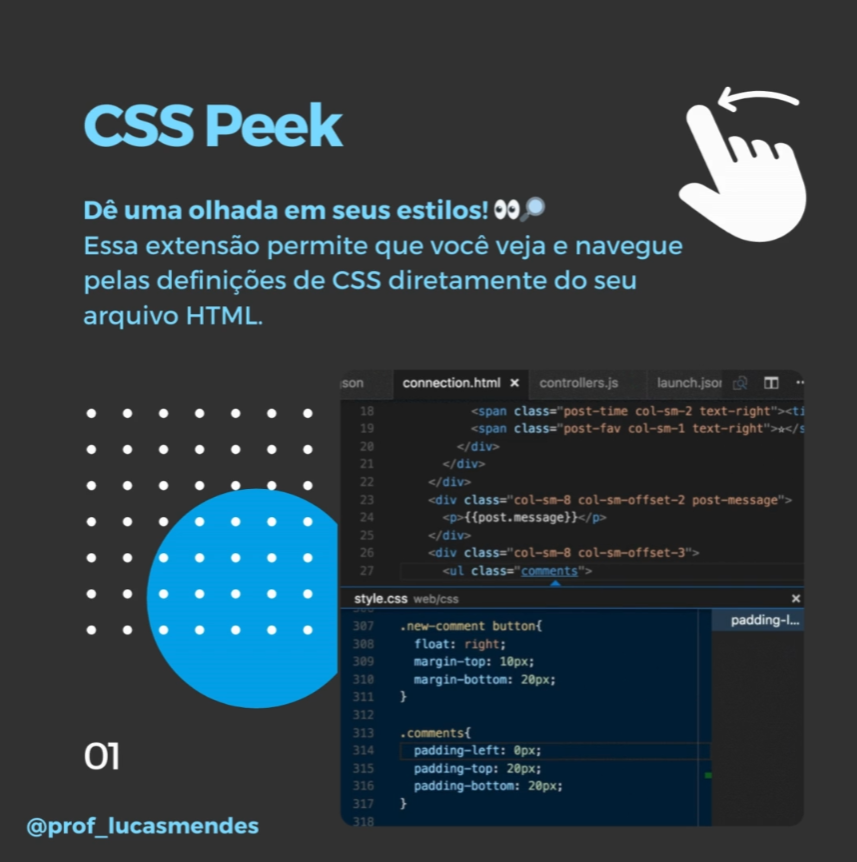 CSS Peek
Dê uma olhada em seus estilos! 👀🔎
Essa extensão permite que você veja e navegue
pelas definições de CSS diretamente do seu
arquivo HTML.
son connection.html × controllers.js launch.json ··
18 <span class="post-time col-sm-2 text-right"><ti
19 <span class="post-fav col-sm-1 text-right">☆</s
20 </div>
21 </div>
22 </div>
23 <div class="col-sm-8 col-sm-offset-2 post-message">
24 <p>{{post.message}}</p>
25 </div>
26 <div class="col-sm-8 col-sm-offset-3">
27 <ul class="comments">
style.css web/css ×
307 .new-comment button{ padding-l...
308 float: right;
309 margin-top: 10px;
310 margin-bottom: 20px;
311 }
312
313 .comments{
314 padding-left: 0px;
315 padding-top: 20px;
316 padding-bottom: 20px;
317 }
318
01
@prof_lucasmendes